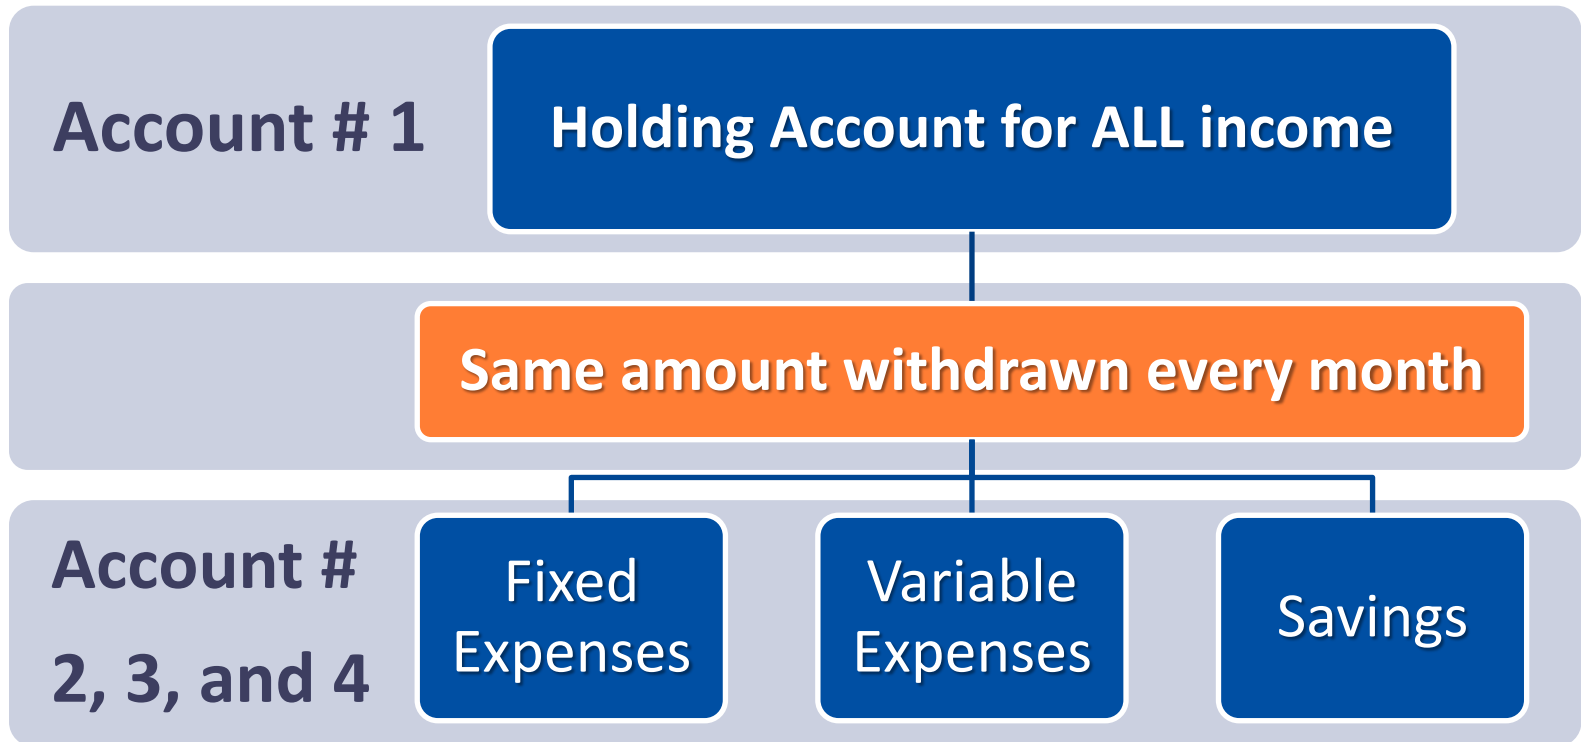 Account # 1
Holding Account for ALL income
Same amount withdrawn every month
Account #
2, 3, and 4
Fixed
Expenses
Variable
Expenses
Savings